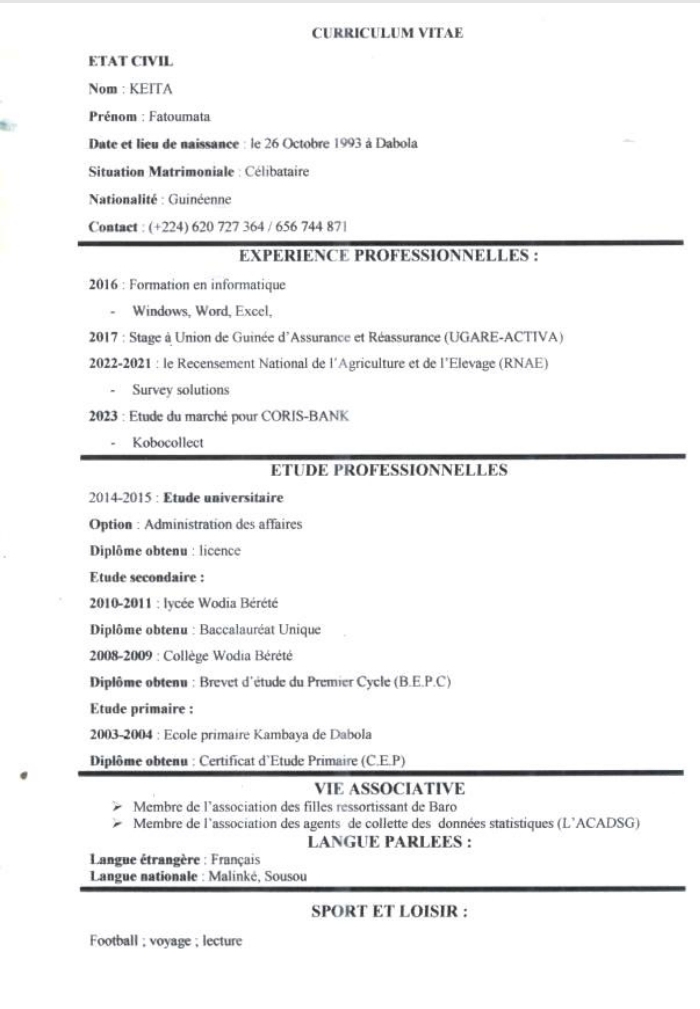 CURRICULUM VITAE
ETAT CIVIL
Nom : KEITA
Prénom : Fatoumata
Date et lieu de naissance : le 26 Octobre 1993 à Dabola
Situation Matrimoniale : Célibataire
Nationalité : Guinéenne
Contact : (+224) 620 727 364 / 656 744 871
EXPERIENCE PROFESSIONNELLES :
2016 : Formation en informatique
- Windows, Word, Excel,
2017 : Stage à Union de Guinée d'Assurance et Réassurance (UGARE-ACTIVA)
2022-2021 : le Recensement National de l'Agriculture et de l'Elevage (RNAE)
- Survey solutions
2023 : Etude du marché pour CORIS-BANK
- Kobocollect
ETUDE PROFESSIONNELLES
2014-2015 : Etude universitaire
Option : Administration des affaires
Diplôme obtenu : licence
Etude secondaire :
2010-2011 : lycée Wodia Bérété
Diplôme obtenu : Baccalauréat Unique
2008-2009 : Collège Wodia Bérété
Diplôme obtenu : Brevet d'étude du Premier Cycle (B.E.P.C)
Etude primaire :
2003-2004 : Ecole primaire Kambaya de Dabola
Diplôme obtenu : Certificat d'Etude Primaire (C.E.P)
VIE ASSOCIATIVE
➢ Membre de l'association des filles ressortissant de Baro
➢ Membre de l'association des agents de collette des données statistiques (L'ACADSG)
LANGUE PARLEES :
Langue étrangère : Français
Langue nationale : Malinké, Sousou
SPORT ET LOISIR :
Football ; voyage ; lecture